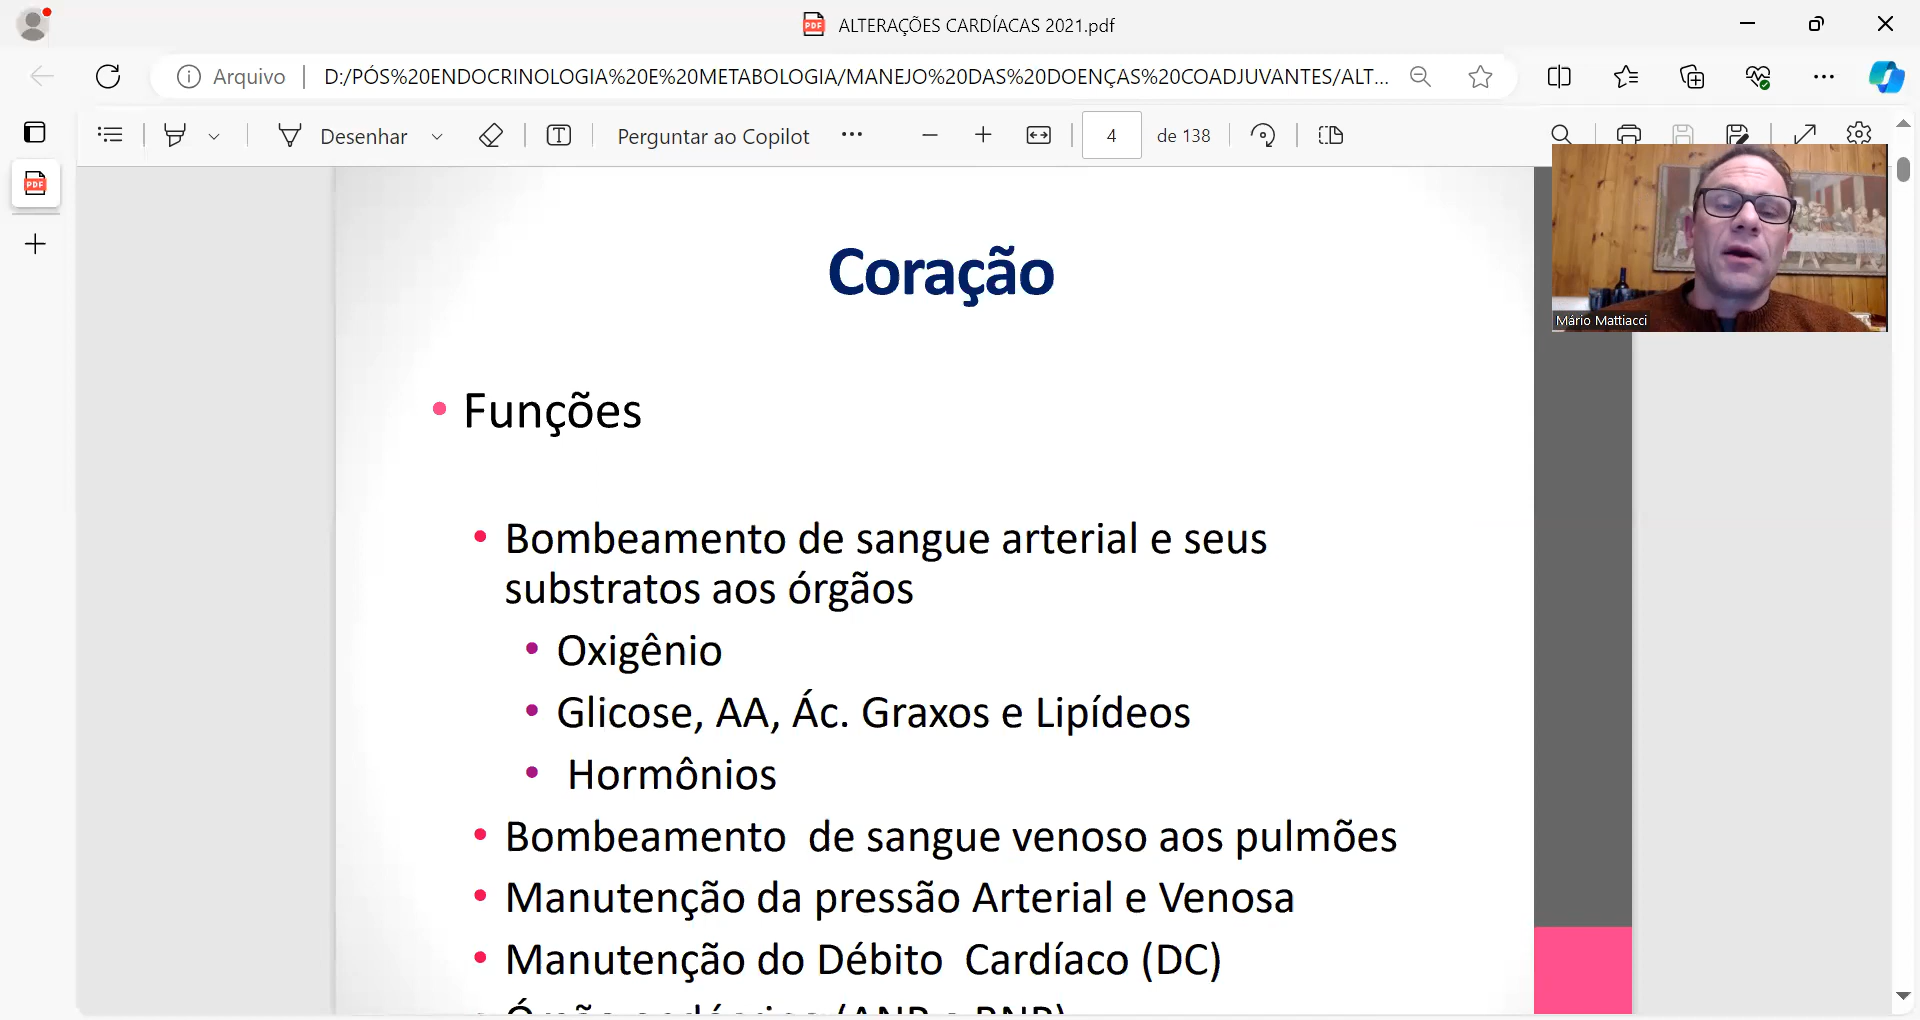 ALTERAÇÕES CARDÍACAS 2021.pdf
Arquivo
D:/PÓS%20ENDOCRINOLOGIA%20E%20METABOLOGIA/MANEJO%20DAS%20DOENÇAS%20COADJUVANTES/ALT...
Desenhar
Perguntar ao Copilot
4
de 138
PDF
PDF
Mário Mattiacci
Coração
• Funções
• Bombeamento de sangue arterial e seus
substratos aos órgãos
• Oxigênio
• Glicose, AA, Ác. Graxos e Lipídeos
• Hormônios
• Bombeamento de sangue venoso aos pulmões
• Manutenção da pressão Arterial e Venosa
• Manutenção do Débito Cardíaco (DC)